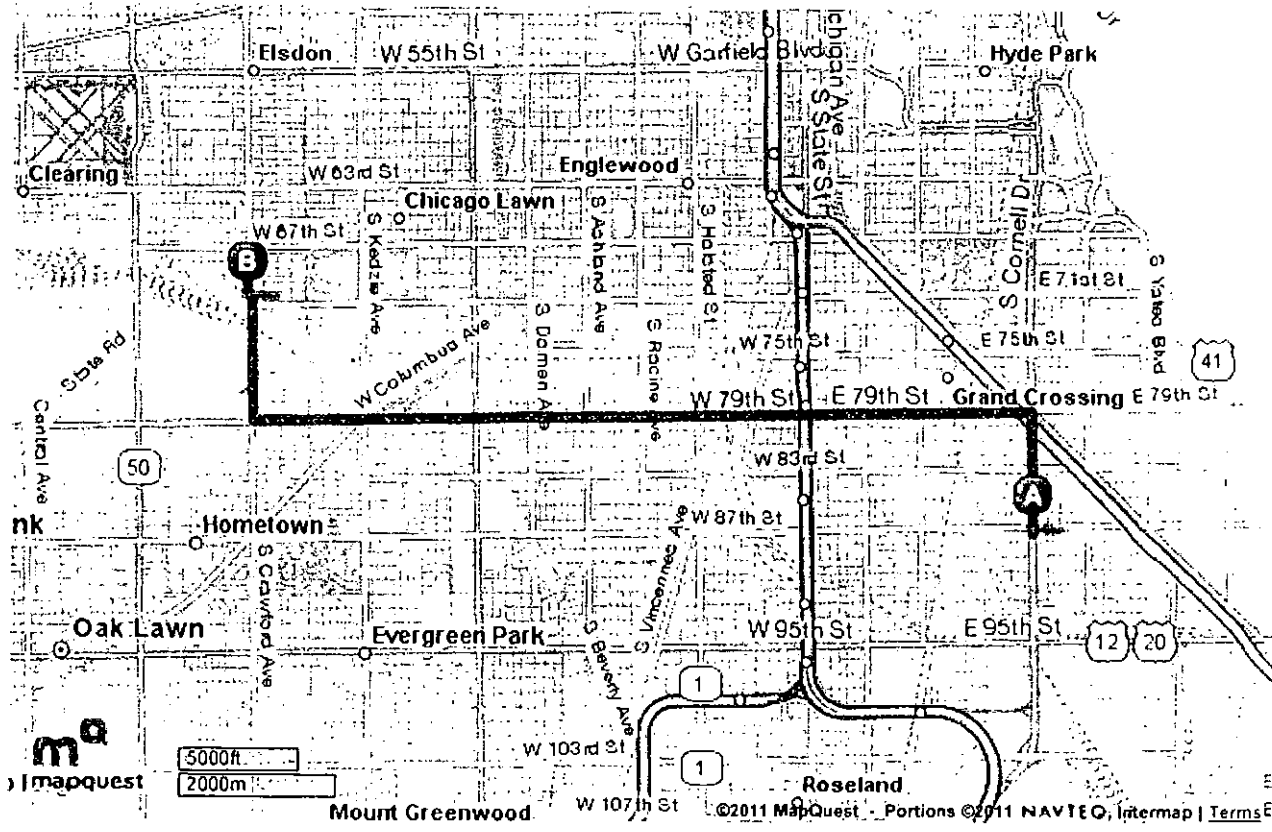 Elsdon
W 55th St
W Garfield Blvd
Hyde Park
S State St
Clearing
W 63rd St
Englewood
Chicago Lawn
W 67th St
B
S Kedzie Ave
S Ashland Ave
S Halsted St
S Cornell Dr
E 71st St
S Yates Blvd
State Rd
W Columbus Ave
S Damen Ave
S Racine Ave
W 75th St
E 75th St
41
W 79th St
E 79th St
Grand Crossing
E 79th St
Central Ave
50
W 83rd St
A
nk
Hometown
W 87th St
S Crawford Ave
S Vincennes Ave
Oak Lawn
Evergreen Park
S Beverly Ave
W 95th St
E 95th St
12
20
1
mq
mapquest
5000ft
2000m
W 103rd St
1
Roseland
Mount Greenwood
W 107th St
©2011 MapQuest - Portions ©2011 NAVTEQ, Intermap | Terms